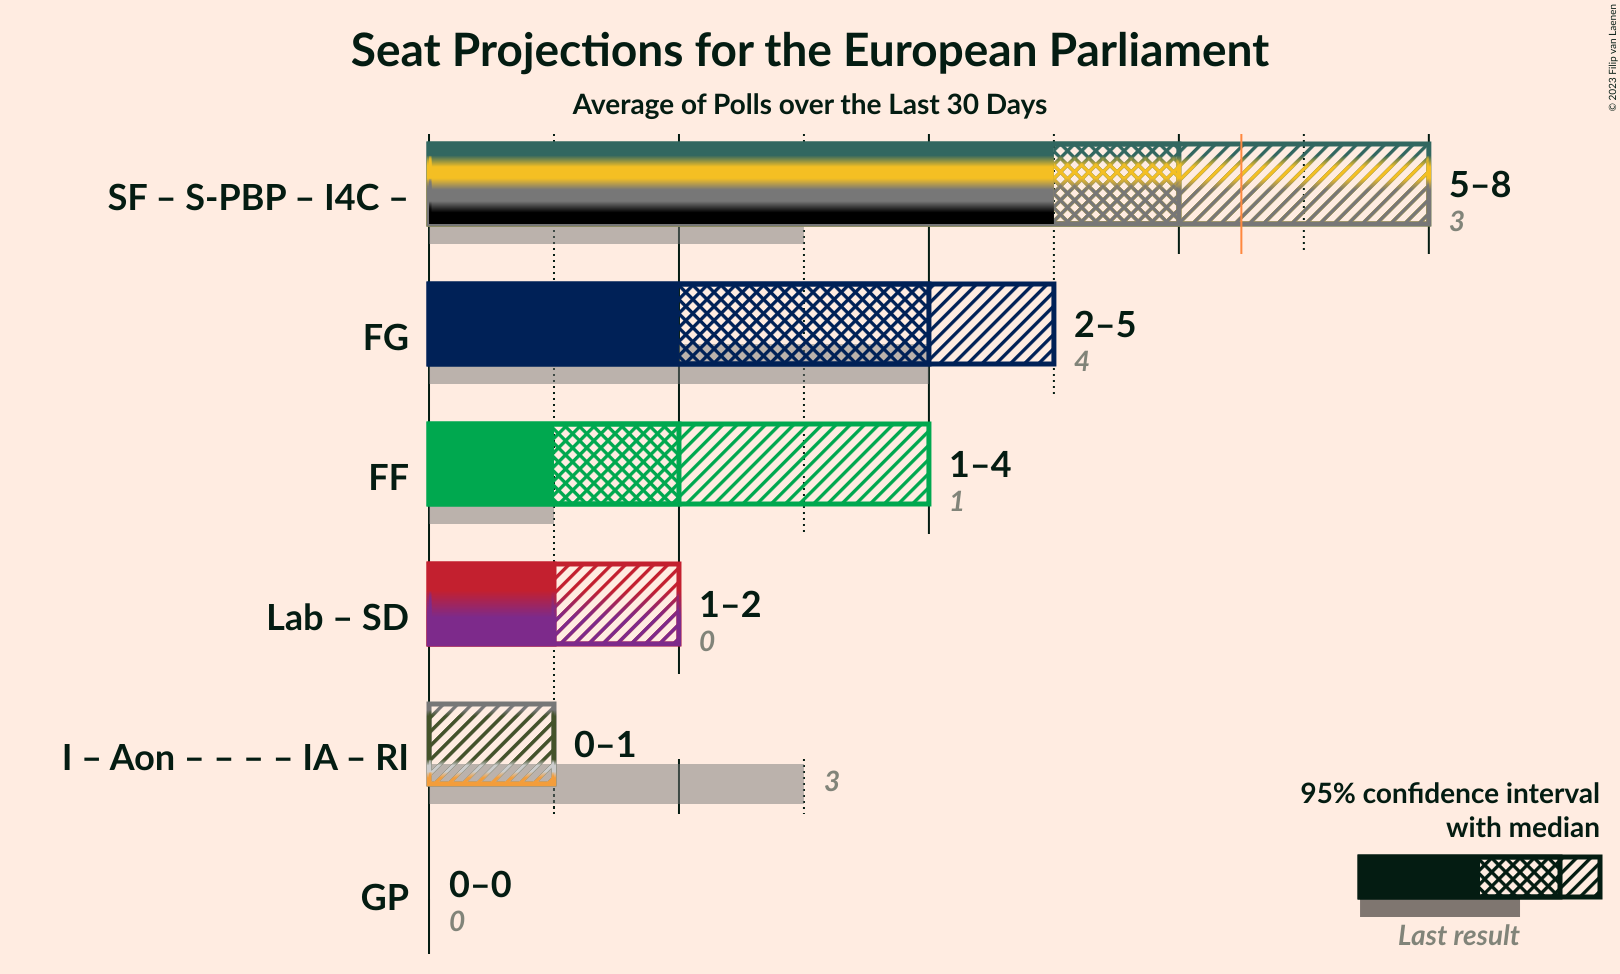 Seat Projections for the European Parliament
Average of Polls over the Last 30 Days
© 2023 Filip van Laenen
SF – S-PBP – I4C –
5–8
3
FG
2–5
4
FF
1–4
1
Lab – SD
1–2
0
I – Aon – – – – IA – RI
0–1
3
GP
0–0
0
95% confidence interval
with median
Last result